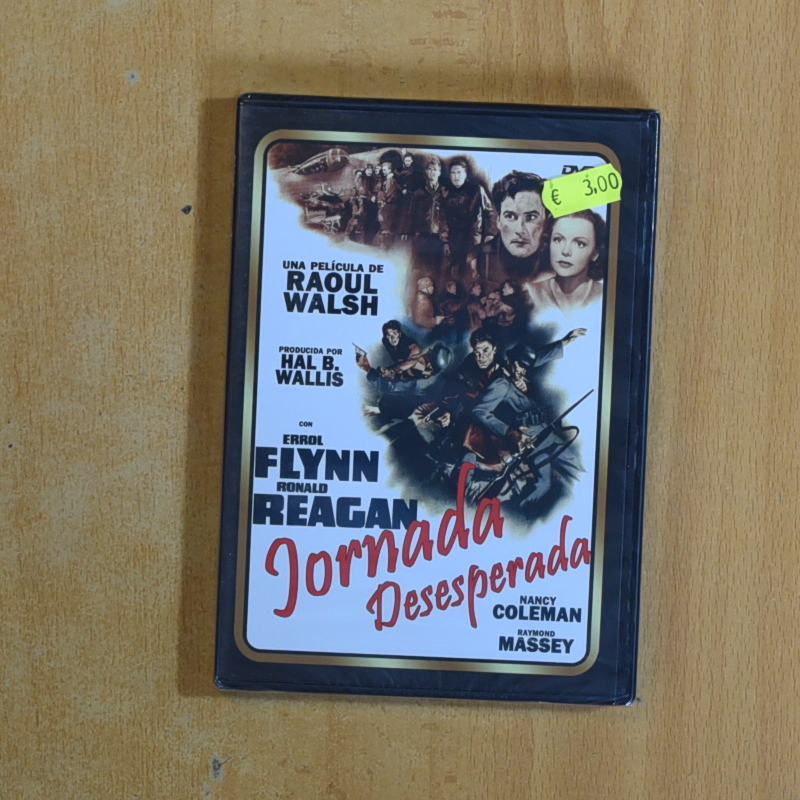 € 3,00
UNA PELÍCULA DE
RAOUL
WALSH
PRODUCIDA POR
HAL B.
WALLIS
CON
ERROL
FLYNN
RONALD
REAGAN
Jornada
Desesperada
NANCY
COLEMAN
RAYMOND
MASSEY